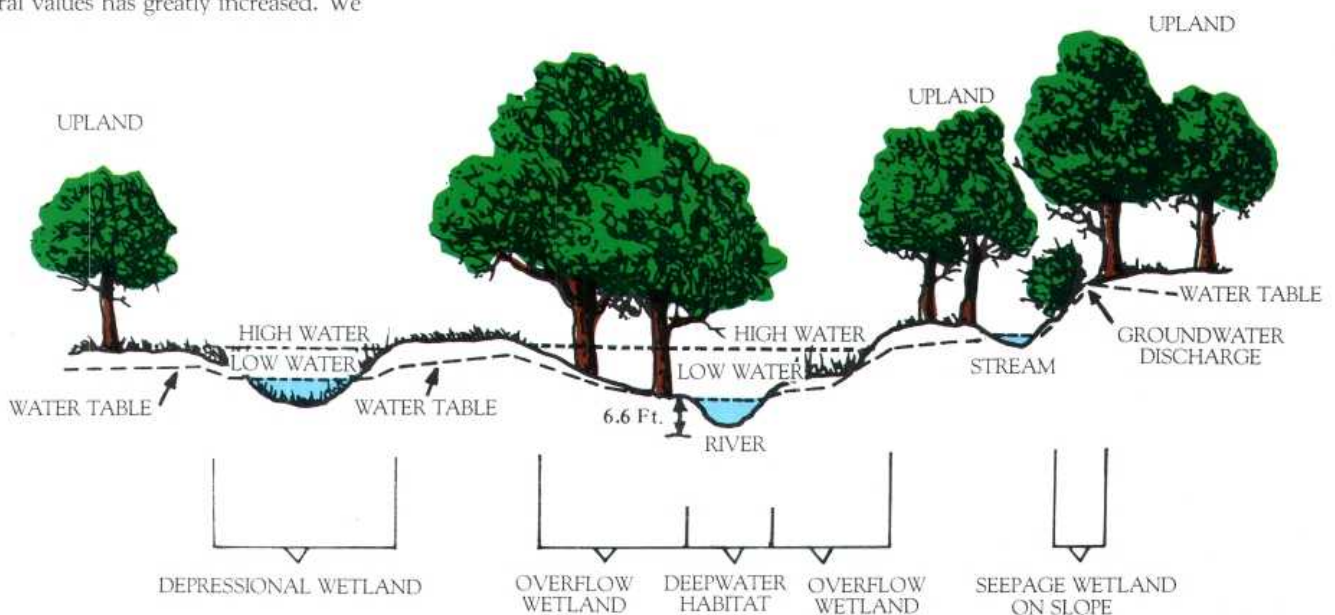 ral values has greatly increased. We
UPLAND
UPLAND
UPLAND
HIGH WATER
HIGH WATER
LOW WATER
LOW WATER
WATER TABLE
GROUNDWATER
DISCHARGE
STREAM
WATER TABLE
WATER TABLE
6.6 Ft.
RIVER
DEPRESSIONAL WETLAND
OVERFLOW
WETLAND
DEEPWATER
HABITAT
OVERFLOW
WETLAND
SEEPAGE WETLAND
ON SLOPE